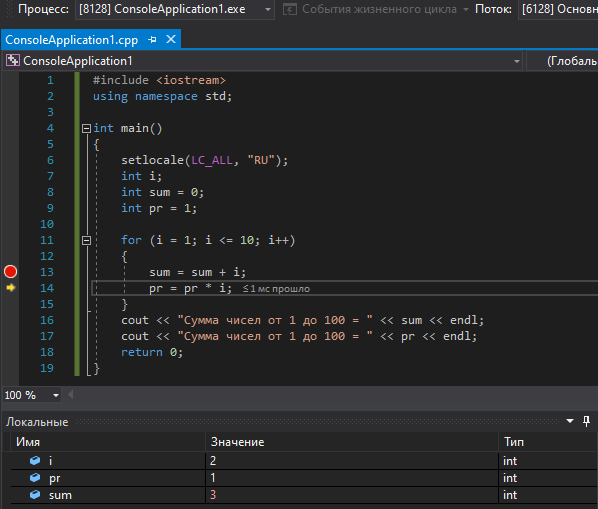 Процесс: [8128] ConsoleApplication1.exe События жизненного цикла Поток: [6128] Основн
ConsoleApplication1.cpp
ConsoleApplication1 (Глобаль
1 #include <iostream>
2 using namespace std;
3
4 int main()
5 {
6 setlocale(LC_ALL, "RU");
7 int i;
8 int sum = 0;
9 int pr = 1;
10
11 for (i = 1; i <= 10; i++)
12 {
13 sum = sum + i;
14 pr = pr * i; ≤ 1 мс прошло
15 }
16 cout << "Сумма чисел от 1 до 100 = " << sum << endl;
17 cout << "Сумма чисел от 1 до 100 = " << pr << endl;
18 return 0;
19 }
100 %
Локальные
Имя Значение Тип
i 2 int
pr 1 int
sum 3 int